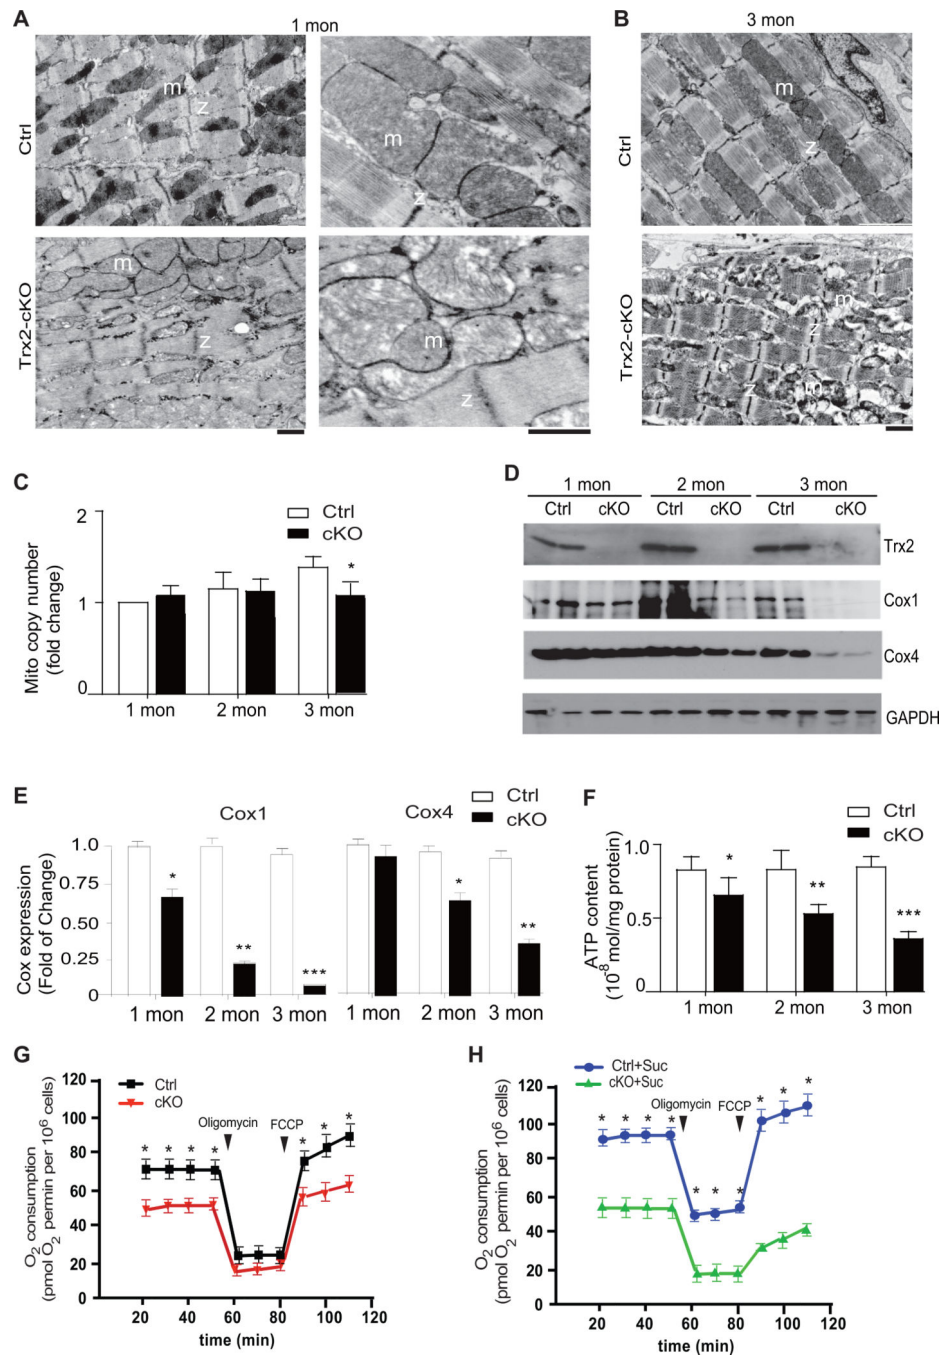 A
1 mon
B
3 mon
Ctrl
m
z
m
z
Ctrl
m
z
Trx2-cKO
m
z
m
z
Trx2-cKO
m
z
z
m
C
Mito copy number
(fold change)
2
1
0
Ctrl
cKO
*
1 mon 2 mon 3 mon
D
1 mon 2 mon 3 mon
Ctrl cKO Ctrl cKO Ctrl cKO
Trx2
Cox1
Cox4
GAPDH
E
Cox expression
(Fold of Change)
Cox1 Cox4
Ctrl
cKO
1.0
0.75
0.5
0.25
0
* ** *** * **
1 mon 2 mon 3 mon 1 mon 2 mon 3 mon
F
ATP content
(10⁻⁸ mol/mg protein)
Ctrl
cKO
1.0
0.5
0
* ** ***
1 mon 2 mon 3 mon
G
O₂ consumption
(pmol O₂ permin per 10⁶ cells)
120
100
80
60
40
20
0
Ctrl
cKO
Oligomycin FCCP
* * * * * * *
20 40 60 80 100 120
time (min)
H
O₂ consumption
(pmol O₂ permin per 10⁶ cells)
120
100
80
60
40
20
0
Ctrl+Suc
cKO+Suc
Oligomycin FCCP
* * * * * * * * * *
20 40 60 80 100 120
time (min)